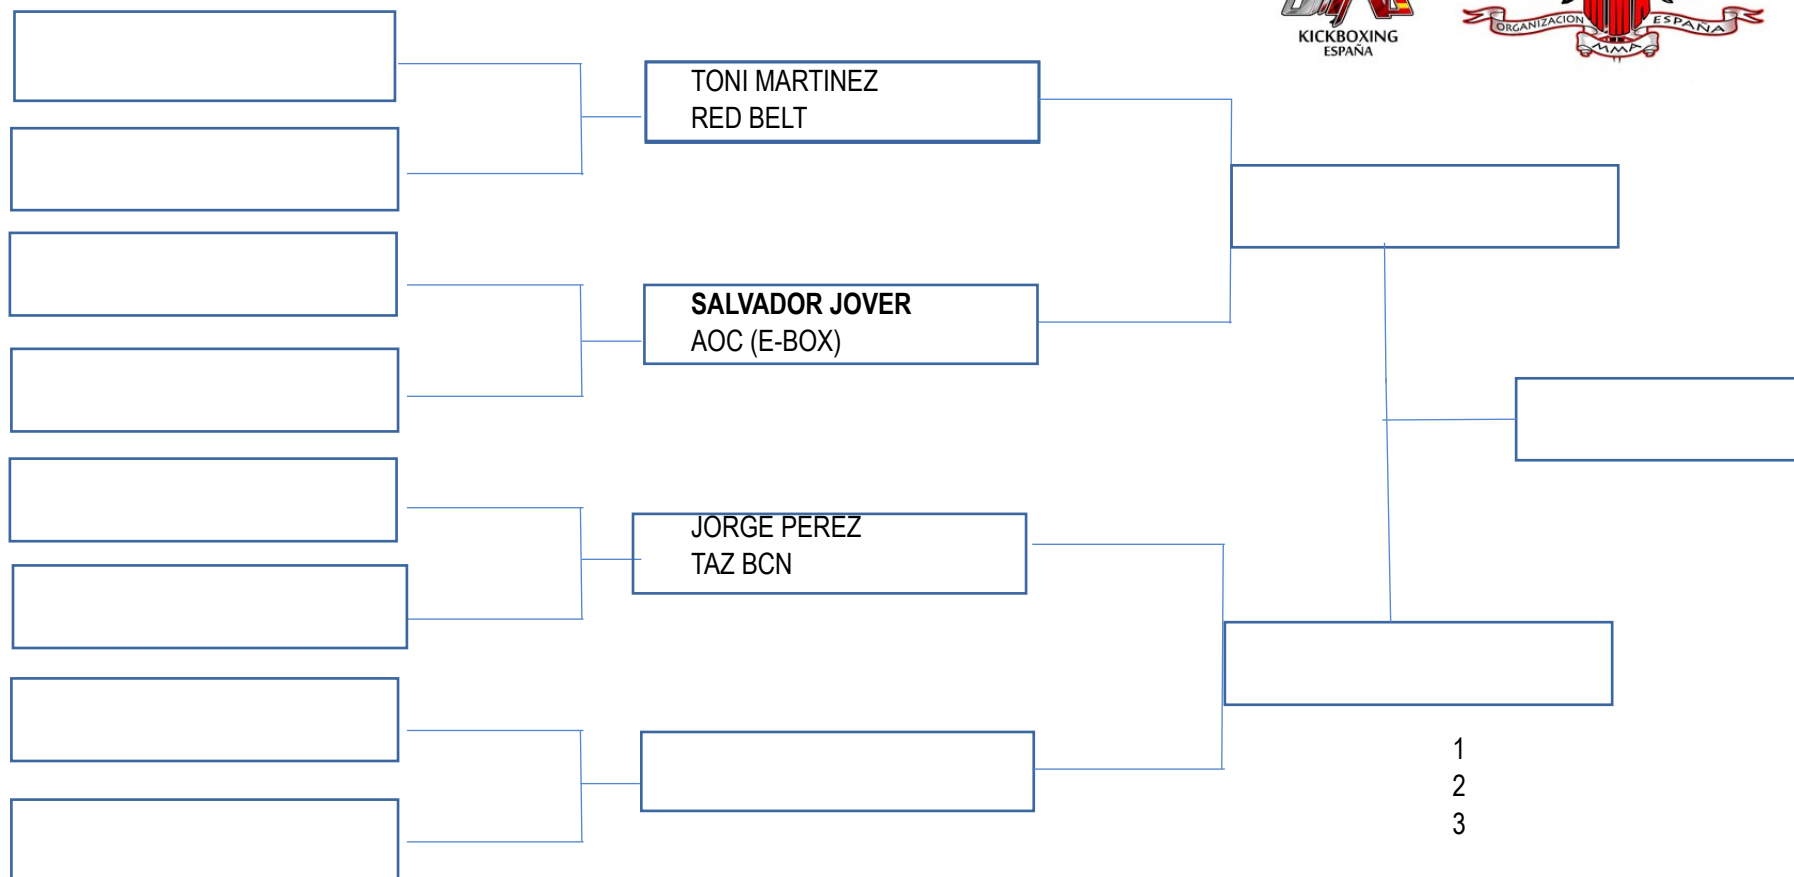 KICKBOXING
ESPAÑA
ORGANIZACION ESPAÑA
MMA
TONI MARTINEZ
RED BELT
SALVADOR JOVER
AOC (E-BOX)
JORGE PEREZ
TAZ BCN
1
2
3